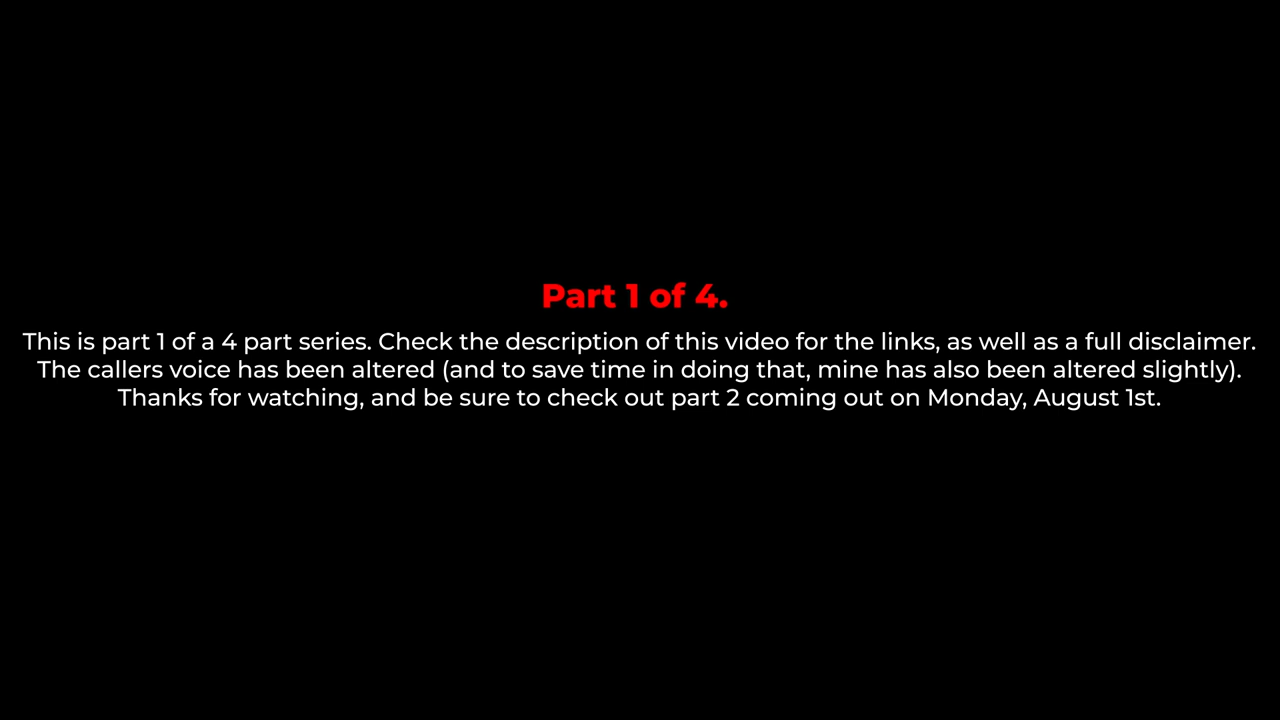 Part 1 of 4.
This is part 1 of a 4 part series. Check the description of this video for the links, as well as a full disclaimer.
The callers voice has been altered (and to save time in doing that, mine has also been altered slightly).
Thanks for watching, and be sure to check out part 2 coming out on Monday, August 1st.